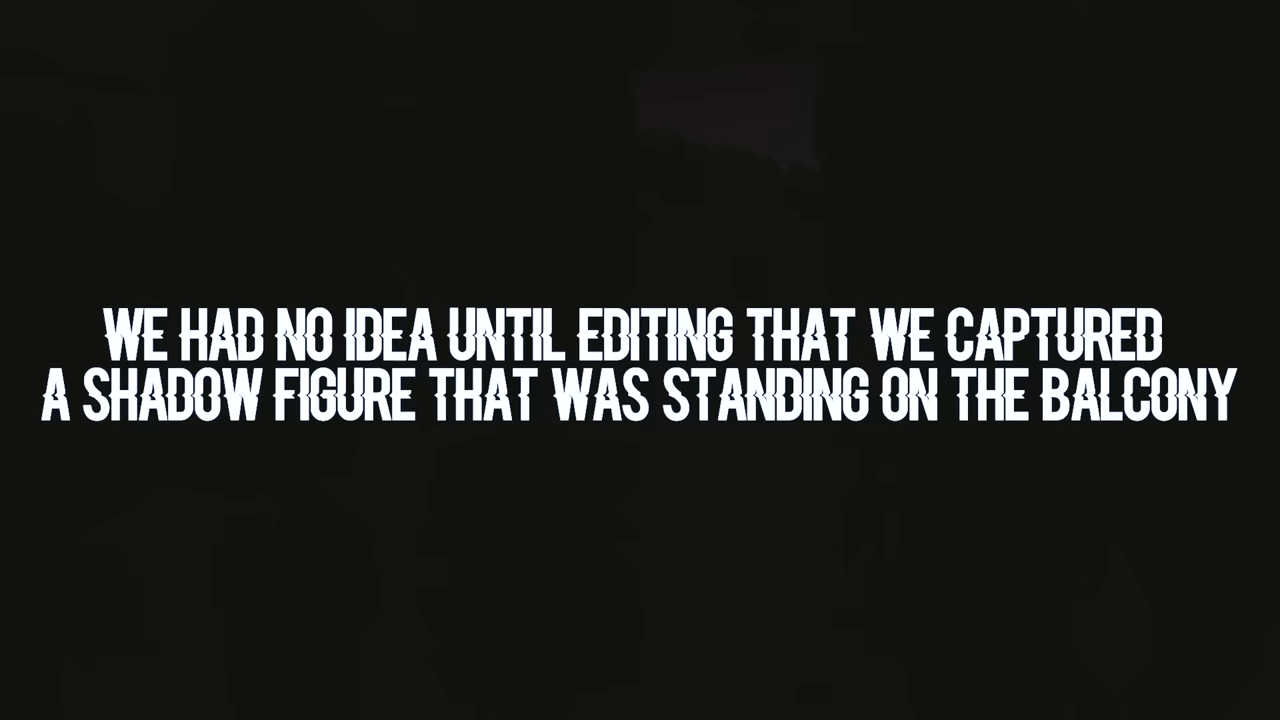 WE HAD NO IDEA UNTIL EDITING THAT WE CAPTURED
A SHADOW FIGURE THAT WAS STANDING ON THE BALCONY